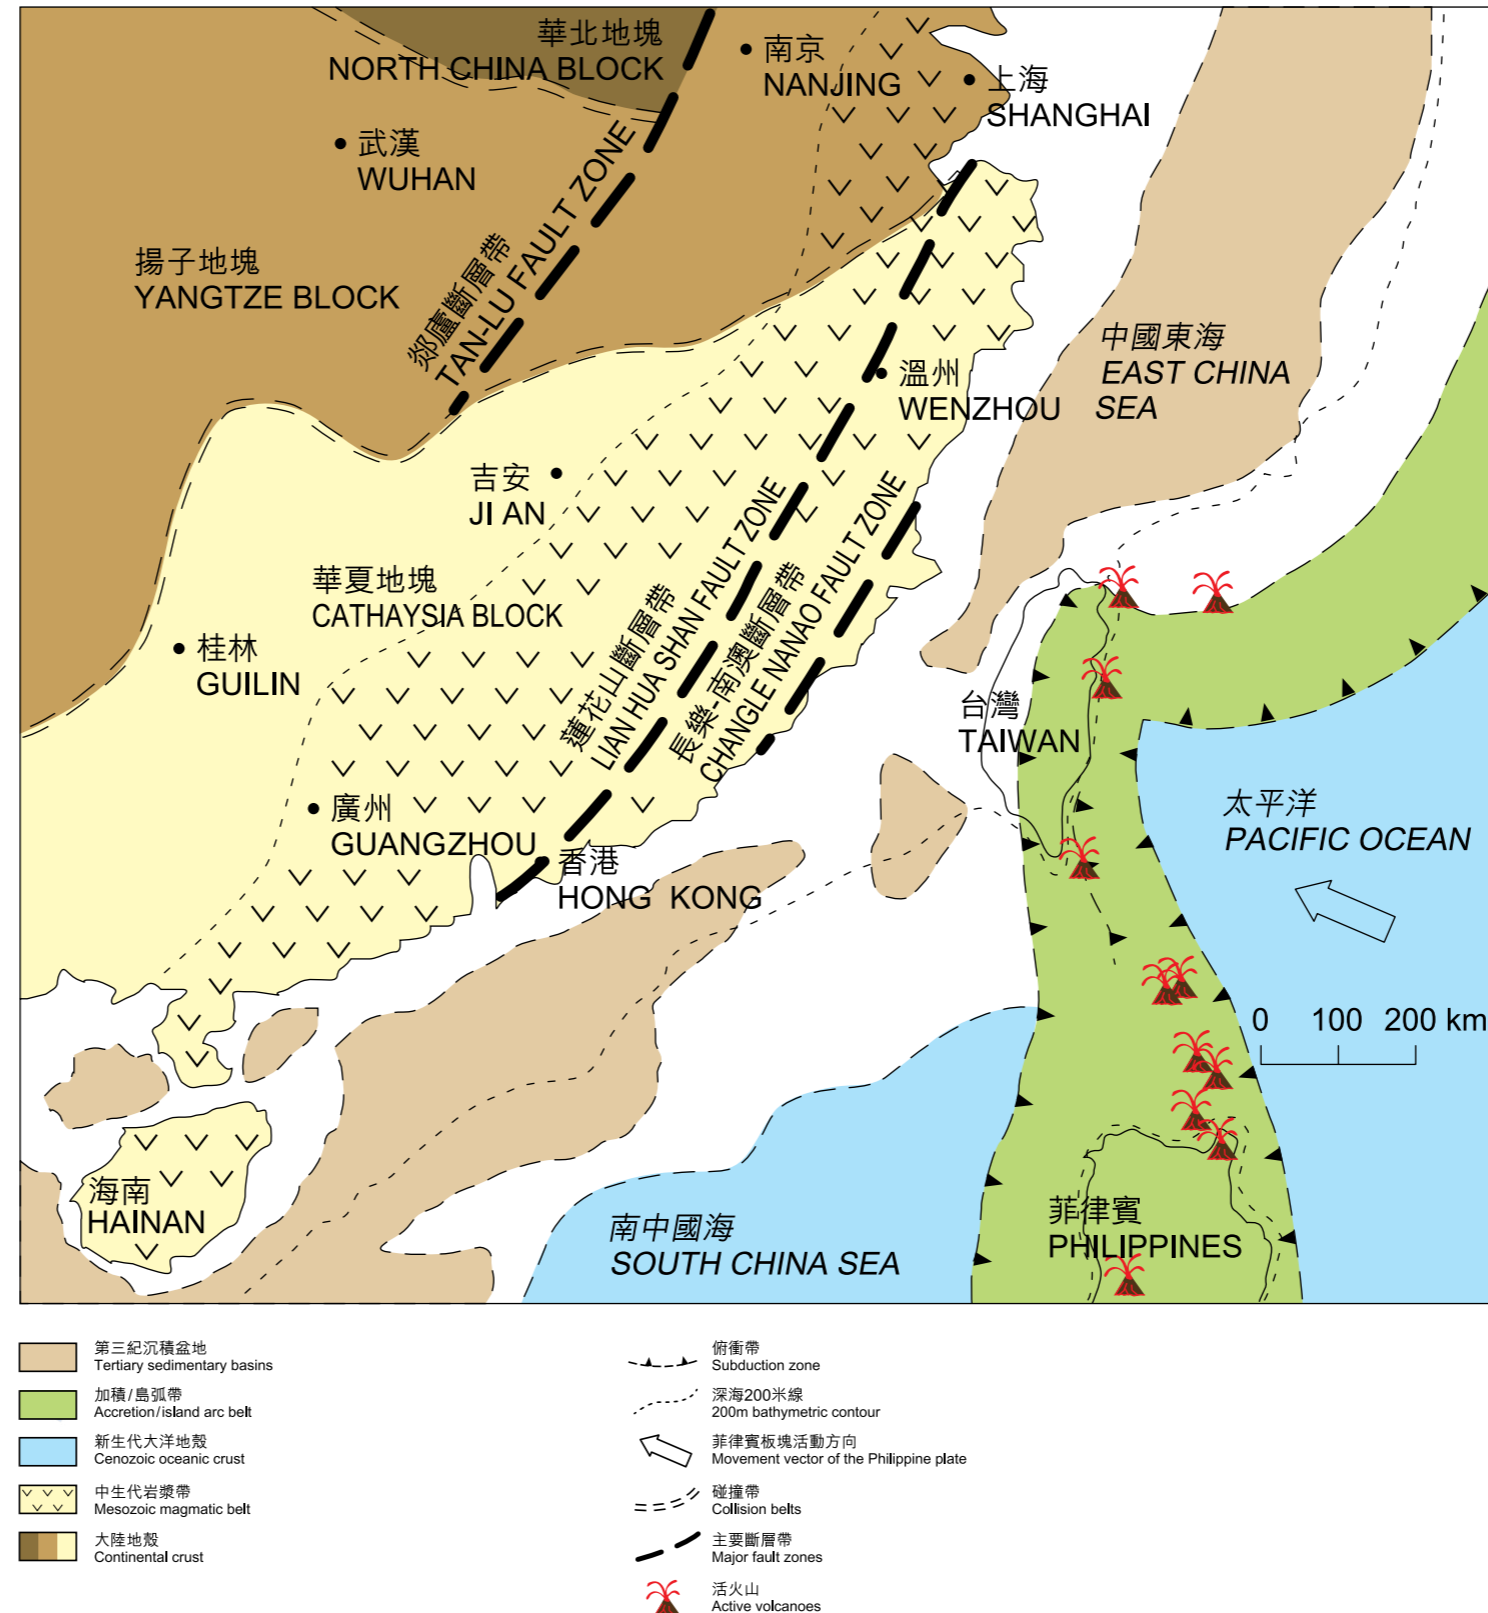 華北地塊
NORTH CHINA BLOCK
南京
NANJING
上海
SHANGHAI
武漢
WUHAN
揚子地塊
YANGTZE BLOCK
郯廬斷層帶
TAN-LU FAULT ZONE
中國東海
EAST CHINA
SEA
溫州
WENZHOU
吉安
JI AN
華夏地塊
CATHAYSIA BLOCK
蓮花山斷層帶
LIAN HUA SHAN FAULT ZONE
長樂-南澳斷層帶
CHANGLE NANAO FAULT ZONE
桂林
GUILIN
台灣
TAIWAN
廣州
GUANGZHOU
太平洋
PACIFIC OCEAN
香港
HONG KONG
0 100 200 km
海南
HAINAN
南中國海
SOUTH CHINA SEA
菲律賓
PHILIPPINES
第三紀沉積盆地
Tertiary sedimentary basins
加積/島弧帶
Accretion/island arc belt
新生代大洋地殼
Cenozoic oceanic crust
中生代岩漿帶
Mesozoic magmatic belt
大陸地殼
Continental crust
俯衝帶
Subduction zone
深海200米線
200m bathymetric contour
菲律賓板塊活動方向
Movement vector of the Philippine plate
碰撞帶
Collision belts
主要斷層帶
Major fault zones
活火山
Active volcanoes